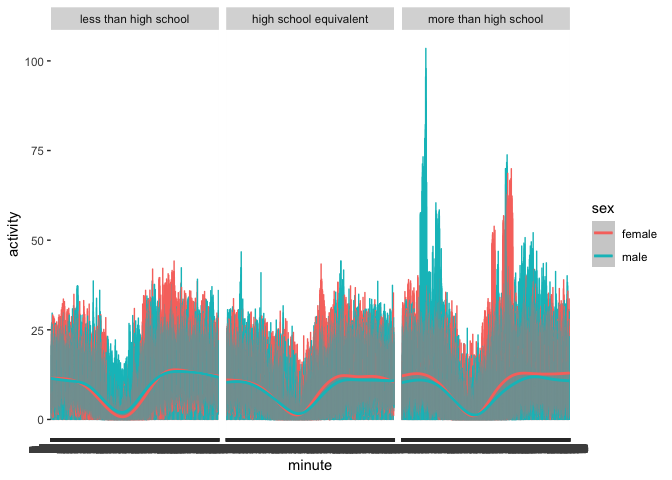 less than high school
high school equivalent
more than high school
100
75
50
25
0
activity
minute
sex
female
male